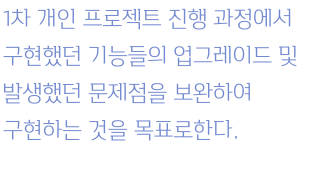 1차 개인 프로젝트 진행 과정에서
구현했던 기능들의 업그레이드 및
발생했던 문제점을 보완하여
구현하는 것을 목표로한다.